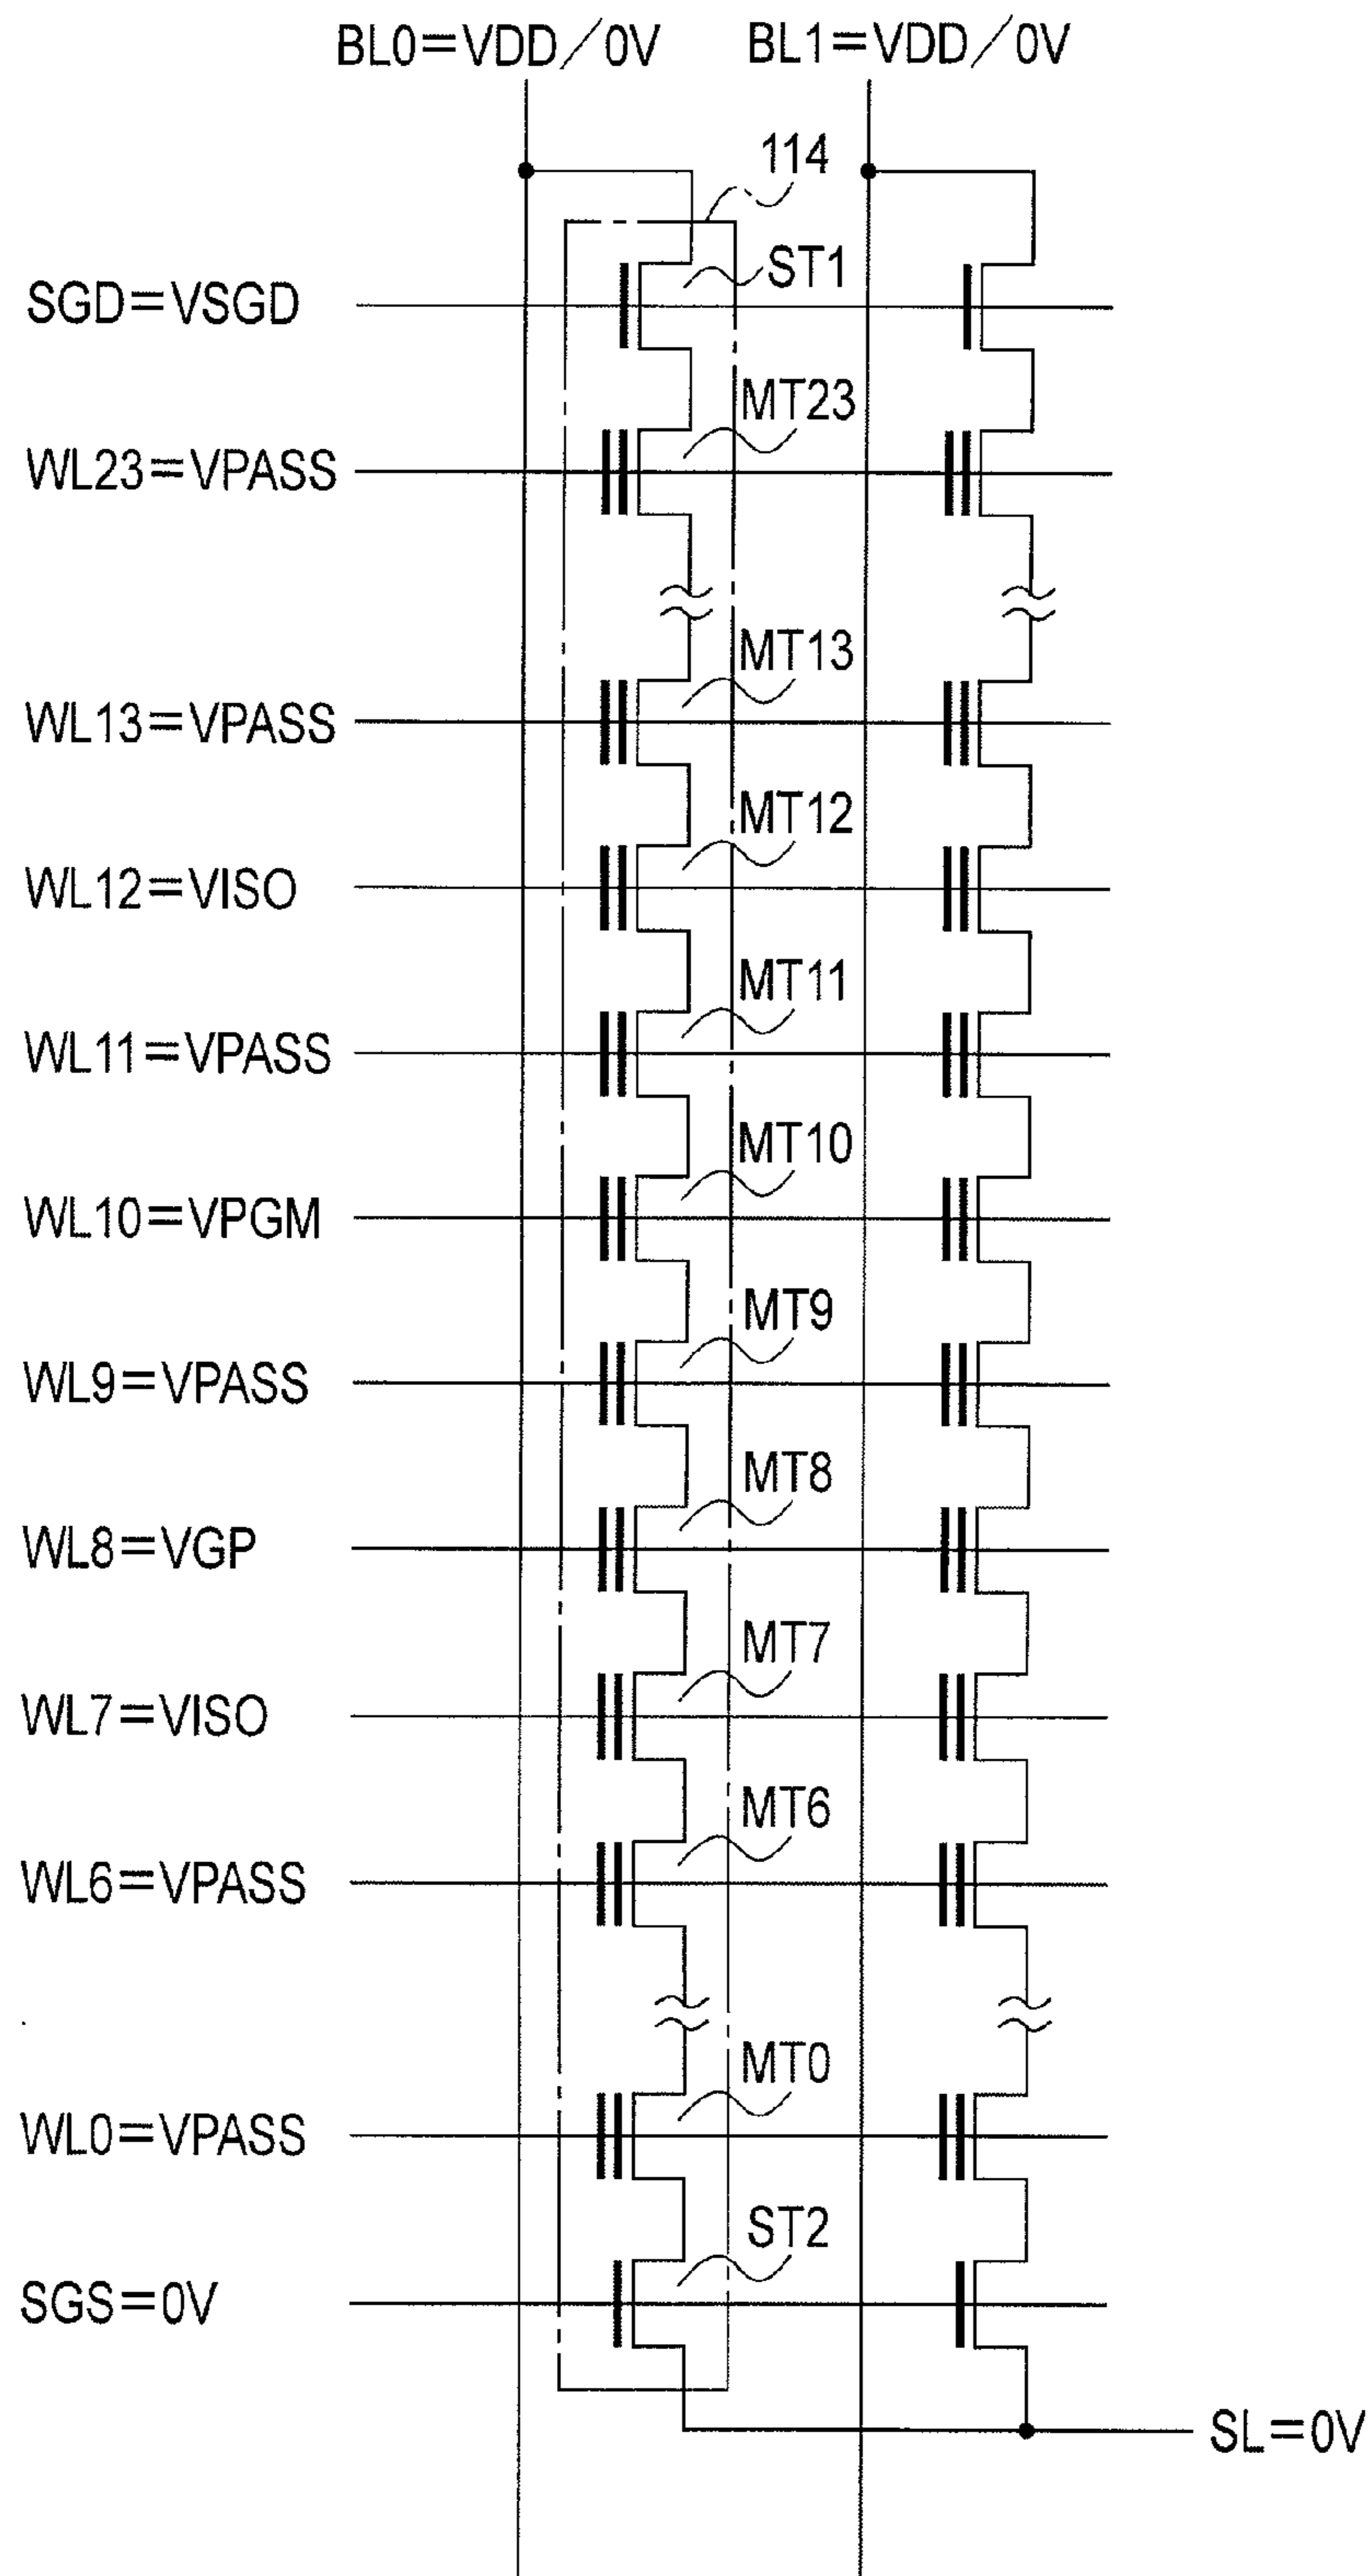 BL0=VDD/0V BL1=VDD/0V
114
ST1
SGD=VSGD
MT23
WL23=VPASS
MT13
WL13=VPASS
MT12
WL12=VISO
MT11
WL11=VPASS
MT10
WL10=VPGM
MT9
WL9=VPASS
MT8
WL8=VGP
MT7
WL7=VISO
MT6
WL6=VPASS
MT0
WL0=VPASS
ST2
SGS=0V
SL=0V